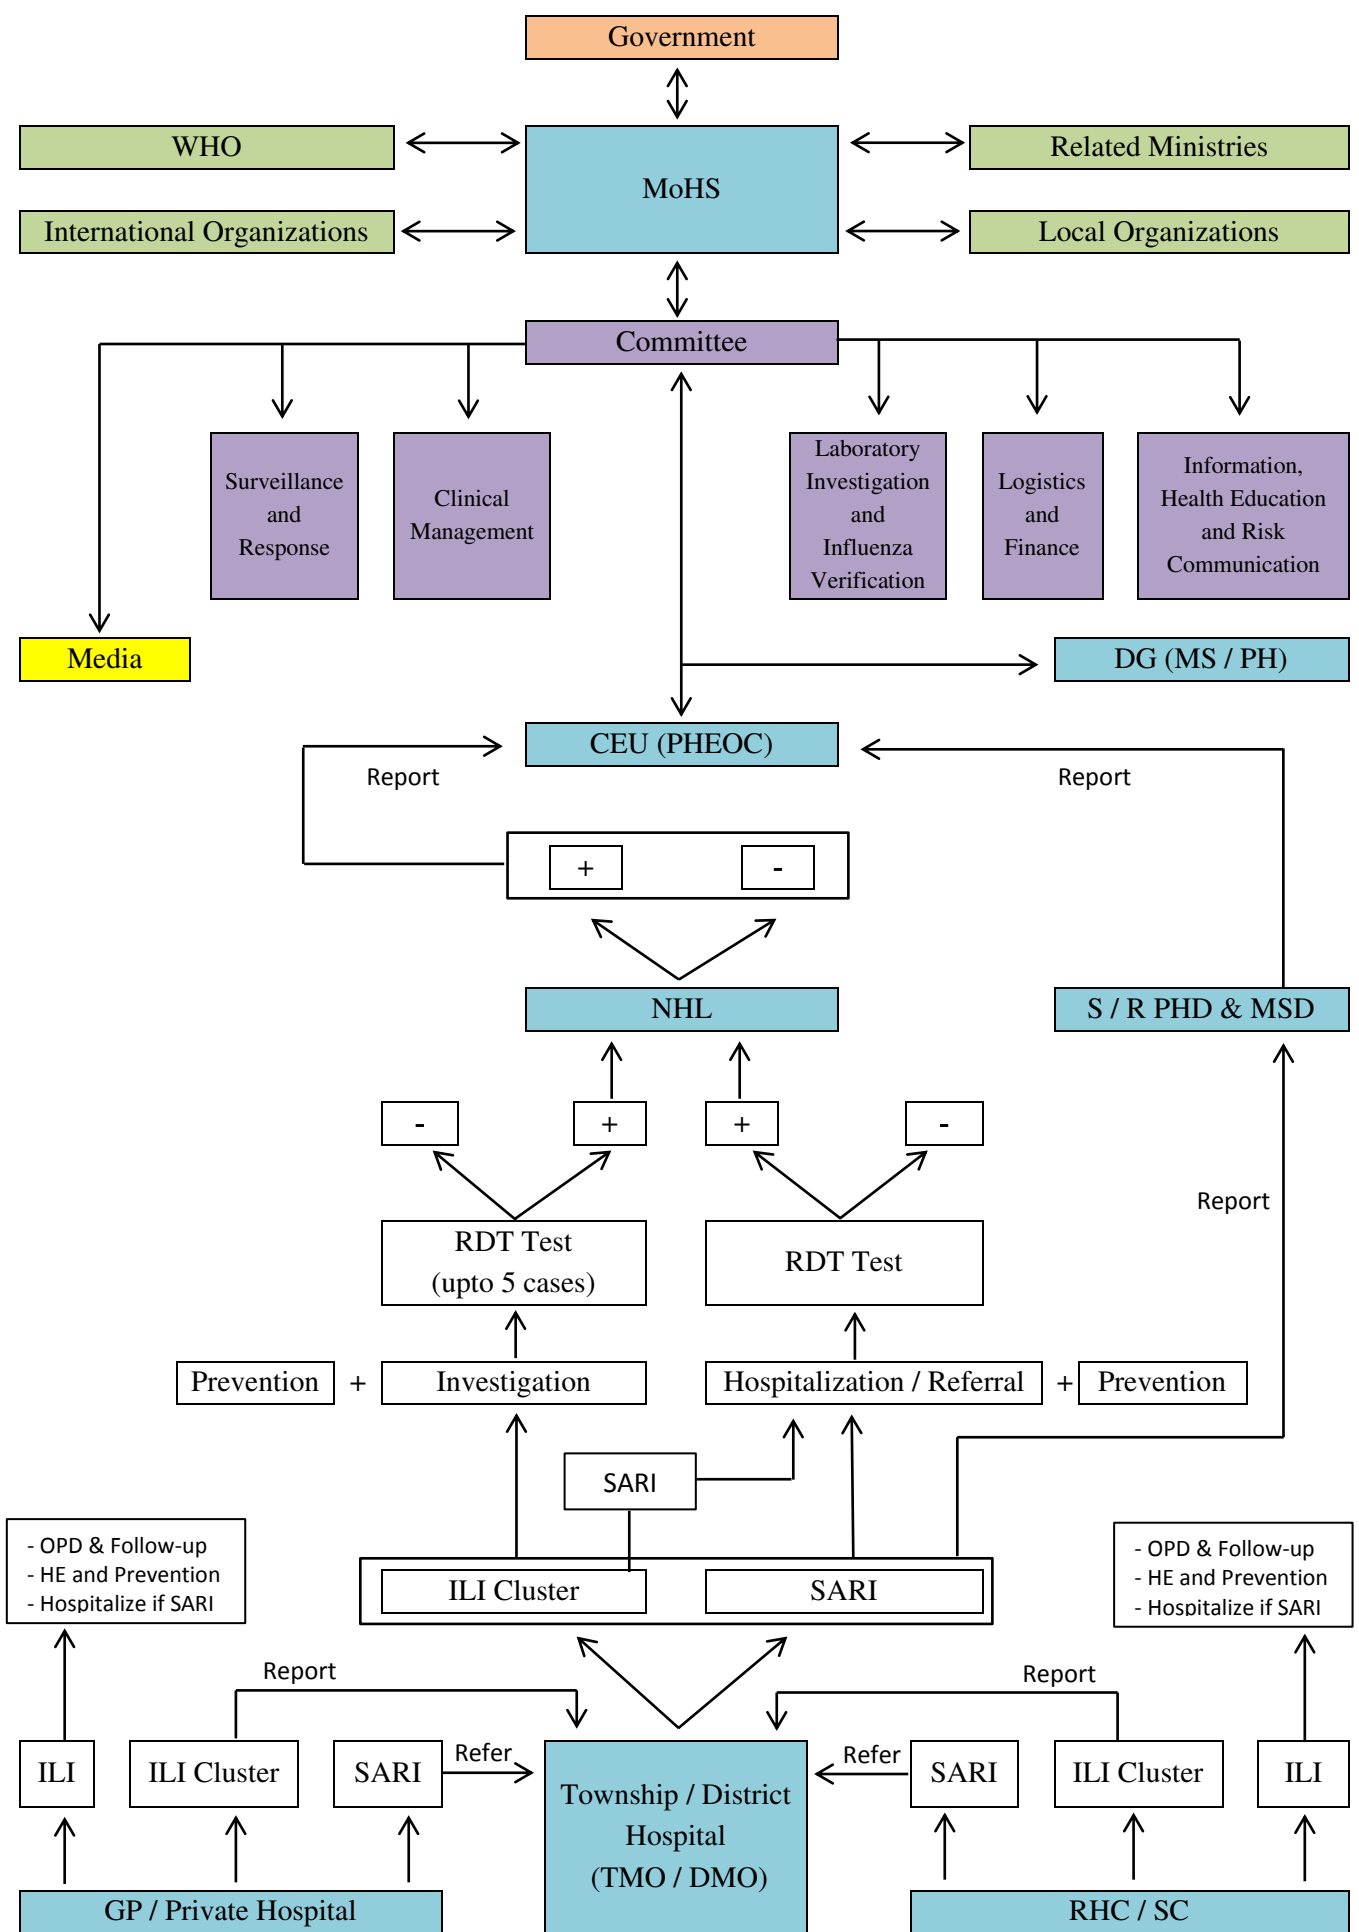 Government
WHO
MoHS
Related Ministries
International Organizations
Local Organizations
Committee
Surveillance
and
Response
Clinical
Management
Laboratory
Investigation
and
Influenza
Verification
Logistics
and
Finance
Information,
Health Education
and Risk
Communication
Media
DG (MS / PH)
CEU (PHEOC)
Report
Report
+
-
NHL
S / R PHD & MSD
-
+
+
-
Report
RDT Test
(upto 5 cases)
RDT Test
Prevention
+
Investigation
Hospitalization / Referral
+
Prevention
SARI
- OPD & Follow-up
- HE and Prevention
- Hospitalize if SARI
- OPD & Follow-up
- HE and Prevention
- Hospitalize if SARI
ILI Cluster
SARI
Report
Report
ILI
ILI Cluster
SARI
Refer
Township / District
Hospital
(TMO / DMO)
Refer
SARI
ILI Cluster
ILI
GP / Private Hospital
RHC / SC